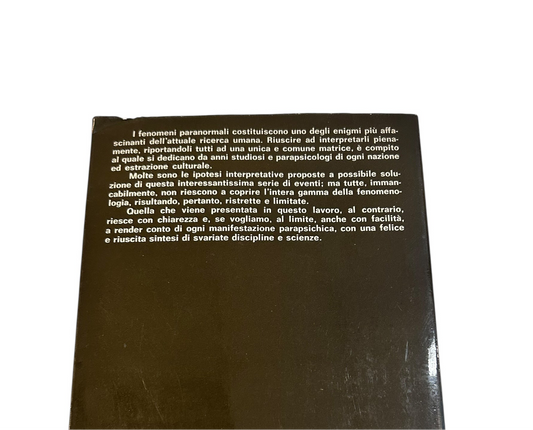 I fenomeni paranormali costituiscono uno degli enigmi più affa-
scinanti dell'attuale ricerca umana. Riuscire ad interpretarli piena-
mente, riportandoli tutti ad una unica e comune matrice, è compito
al quale si dedicano da anni studiosi e parapsicologi di ogni nazione
ed estrazione culturale.
Molte sono le ipotesi interpretative proposte a possibile solu-
zione di questa interessantissima serie di eventi; ma tutte, imman-
cabilmente, non riescono a coprire l'intera gamma della fenomeno-
logia, risultando, pertanto, ristrette e limitate.
Quella che viene presentata in questo lavoro, al contrario,
riesce con chiarezza e, se vogliamo, al limite, anche con facilità,
a render conto di ogni manifestazione parapsichica, con una felice
e riuscita sintesi di svariate discipline e scienze.